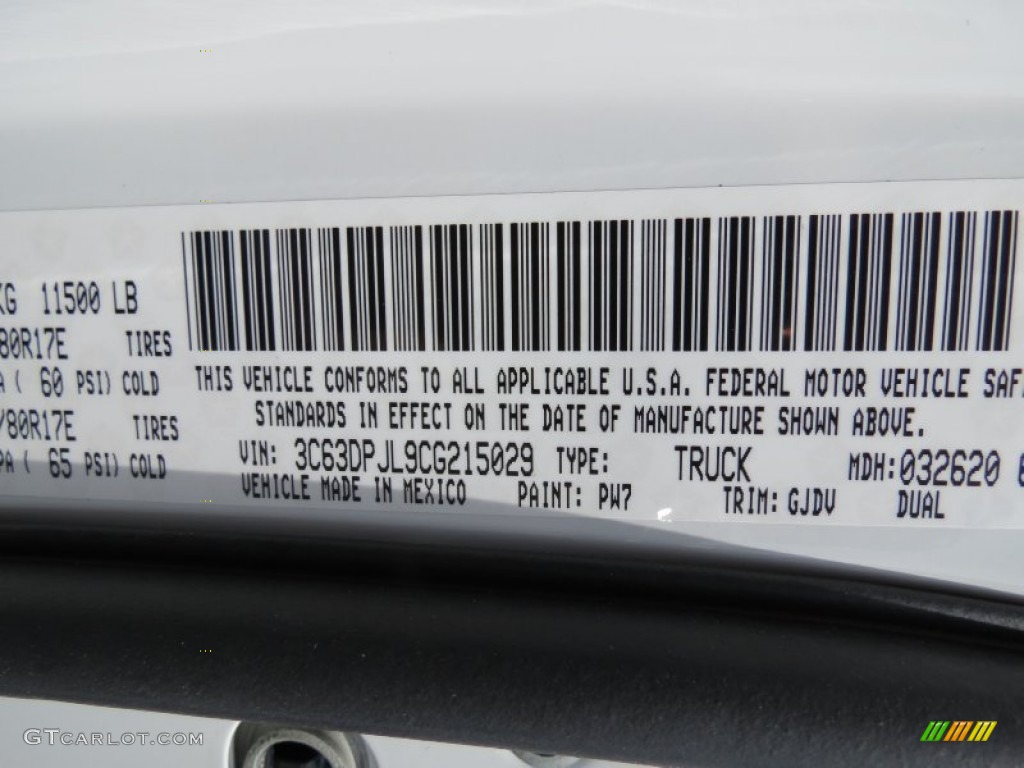 KG 11500 LB
80R17E TIRES
A ( 60 PSI) COLD
/80R17E TIRES
PA ( 65 PSI) COLD
THIS VEHICLE CONFORMS TO ALL APPLICABLE U.S.A. FEDERAL MOTOR VEHICLE SAF
STANDARDS IN EFFECT ON THE DATE OF MANUFACTURE SHOWN ABOVE.
VIN: 3C63DPJL9CG215029 TYPE: TRUCK MDH:032620
VEHICLE MADE IN MEXICO PAINT: PW7 TRIM: GJDV DUAL
GTCARLOT.COM